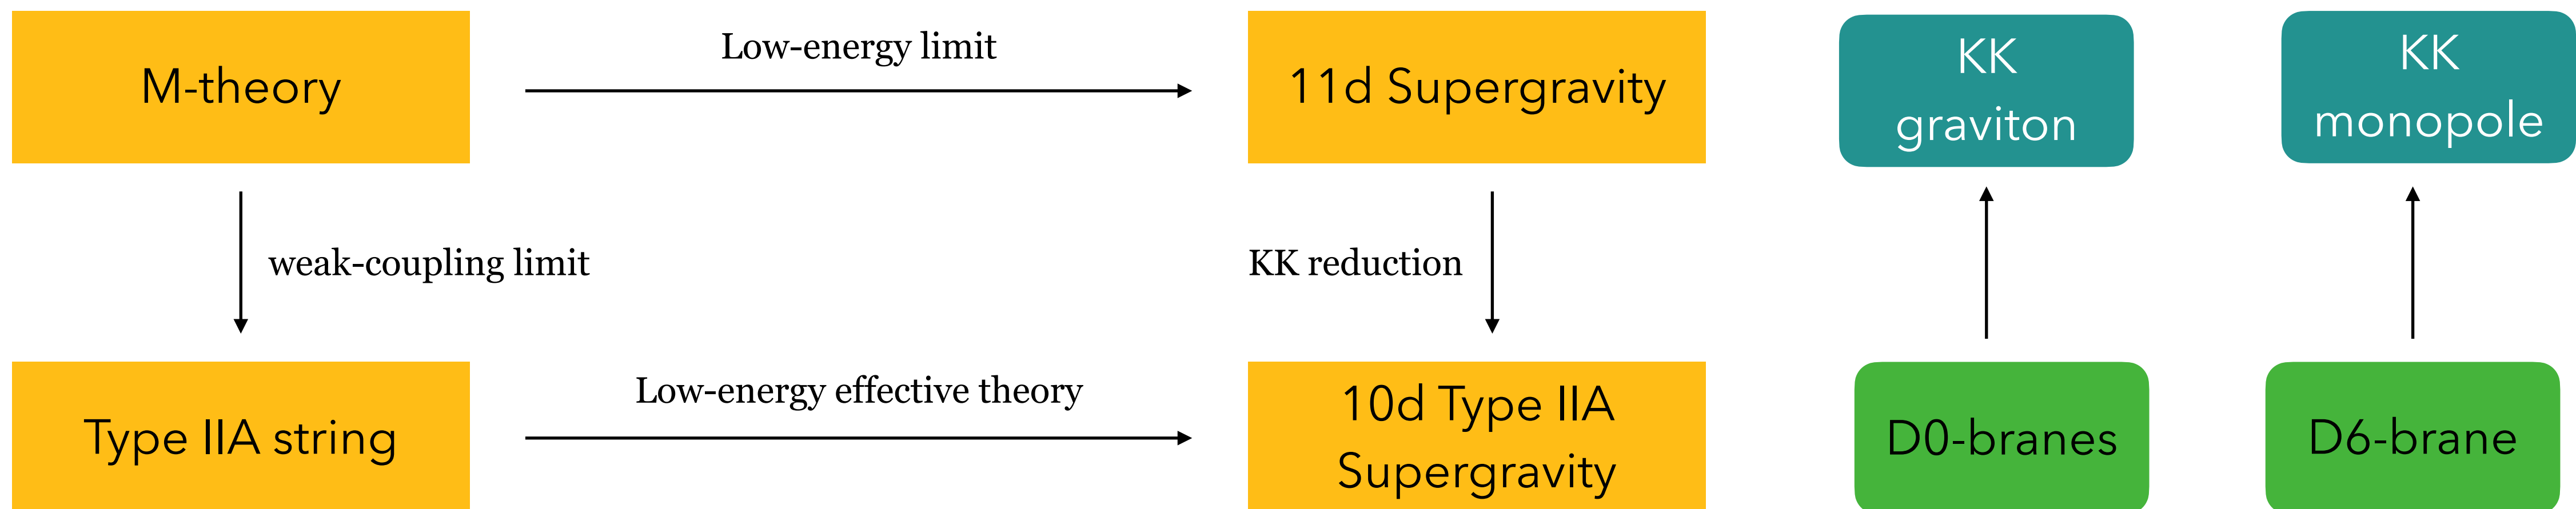 M-theory
Low-energy limit
11d Supergravity
KK
graviton
KK
monopole
weak-coupling limit
KK reduction
Type IIA string
Low-energy effective theory
10d Type IIA
Supergravity
D0-branes
D6-brane